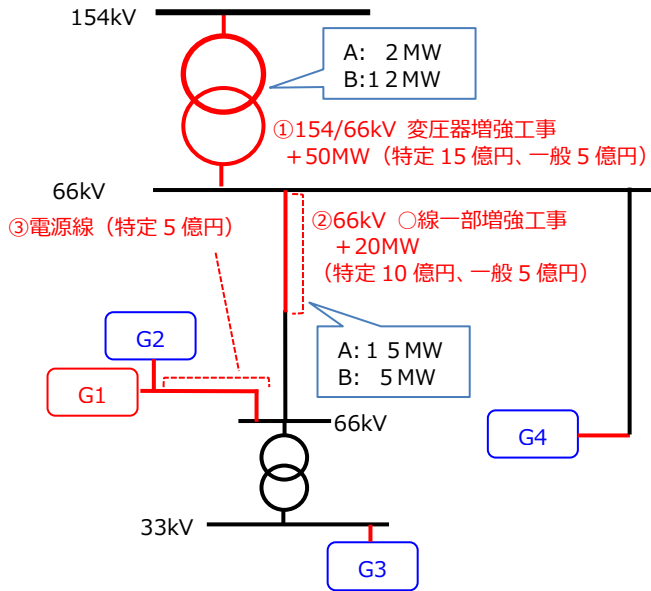 154kV
A: 2MW
B:12MW
①154/66kV 変圧器増強工事
+50MW（特定 15 億円、一般 5 億円）
66kV
③電源線（特定 5 億円）
②66kV ○線一部増強工事
+20MW
（特定 10 億円、一般 5 億円）
A:15MW
B: 5MW
G2
G1
66kV
G4
33kV
G3